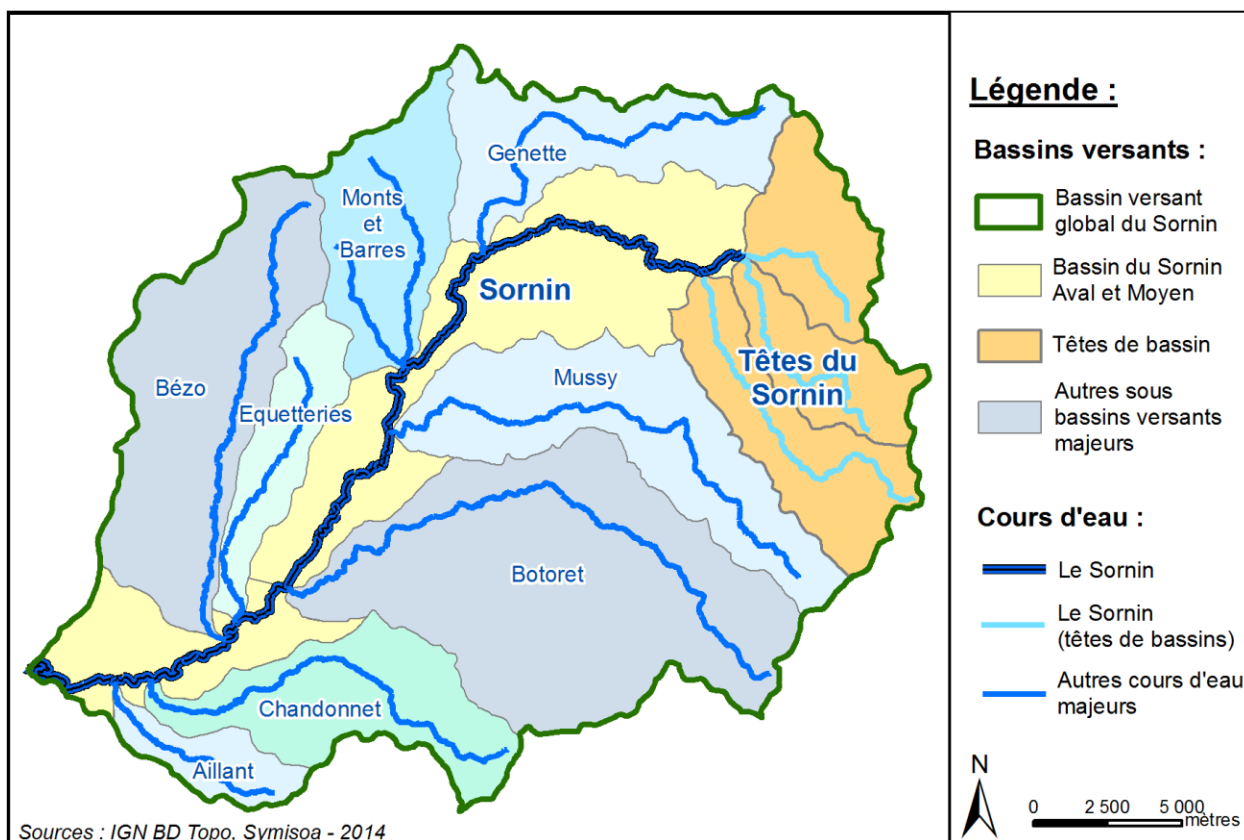 Genette
Monts
et
Barres
Sornin
Bézo
Equetteries
Mussy
Têtes du
Sornin
Botoret
Chandonnet
Aillant
Sources : IGN BD Topo, Symisoa - 2014
Légende :
Bassins versants :
Bassin versant
global du Sornin
Bassin du Sornin
Aval et Moyen
Têtes de bassin
Autres sous
bassins versants
majeurs
Cours d'eau :
Le Sornin
Le Sornin
(têtes de bassins)
Autres cours d'eau
majeurs
N
0 2 500 5 000
mètres